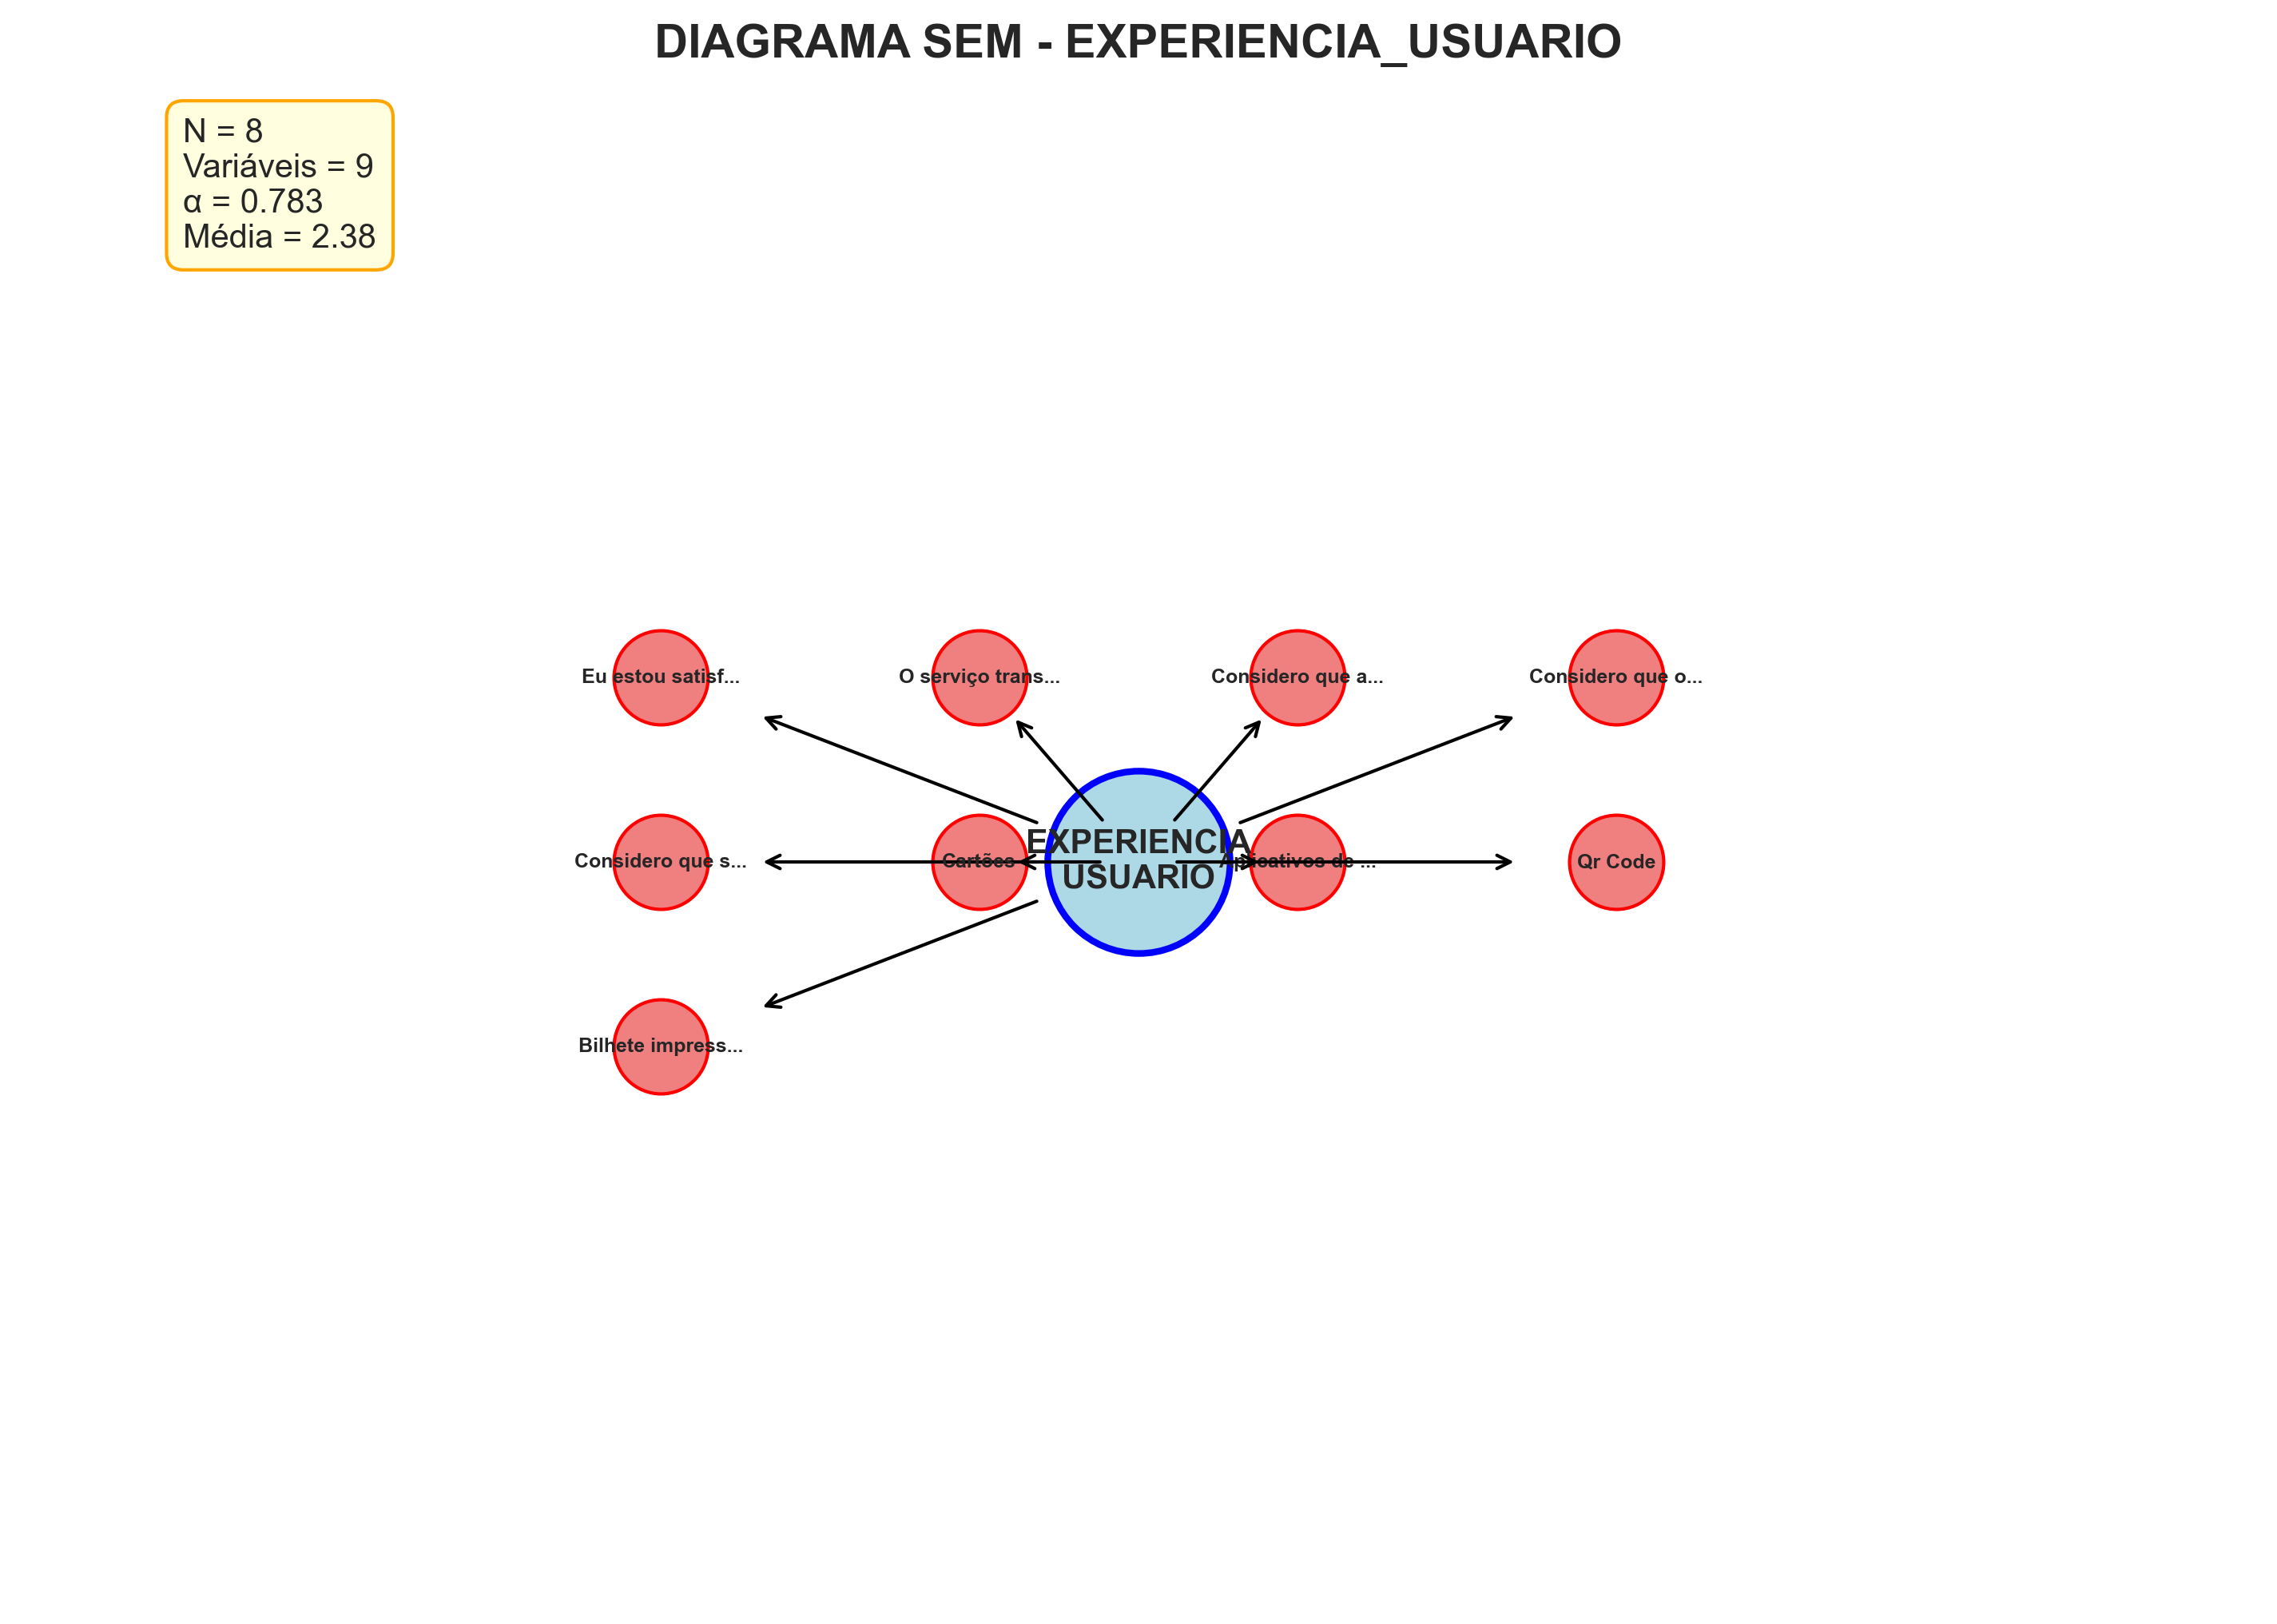 DIAGRAMA SEM - EXPERIENCIA_USUARIO
N = 8
Variáveis = 9
α = 0.783
Média = 2.38
Eu estou satisf...
O serviço trans...
Considero que a...
Considero que o...
Considero que s...
Cartões
EXPERIENCIA
USUARIO
Aplicativos de ...
Qr Code
Bilhete impress...